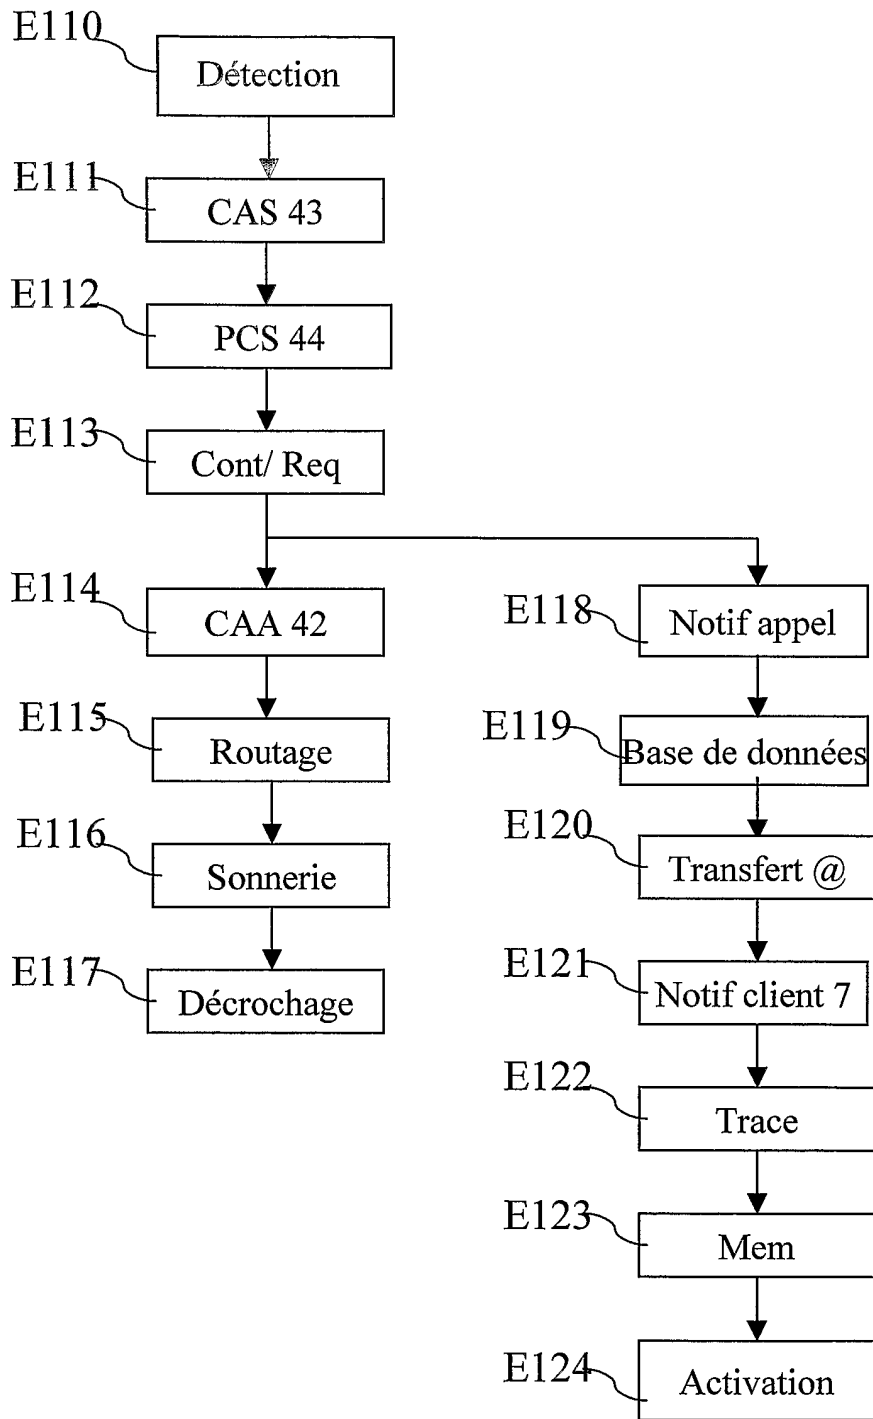 E110
Détection
E111
CAS 43
E112
PCS 44
E113
Cont/ Req
E114
CAA 42
E115
Routage
E116
Sonnerie
E117
Décrochage
E118
Notif appel
E119
Base de données
E120
Transfert @
E121
Notif client 7
E122
Trace
E123
Mem
E124
Activation